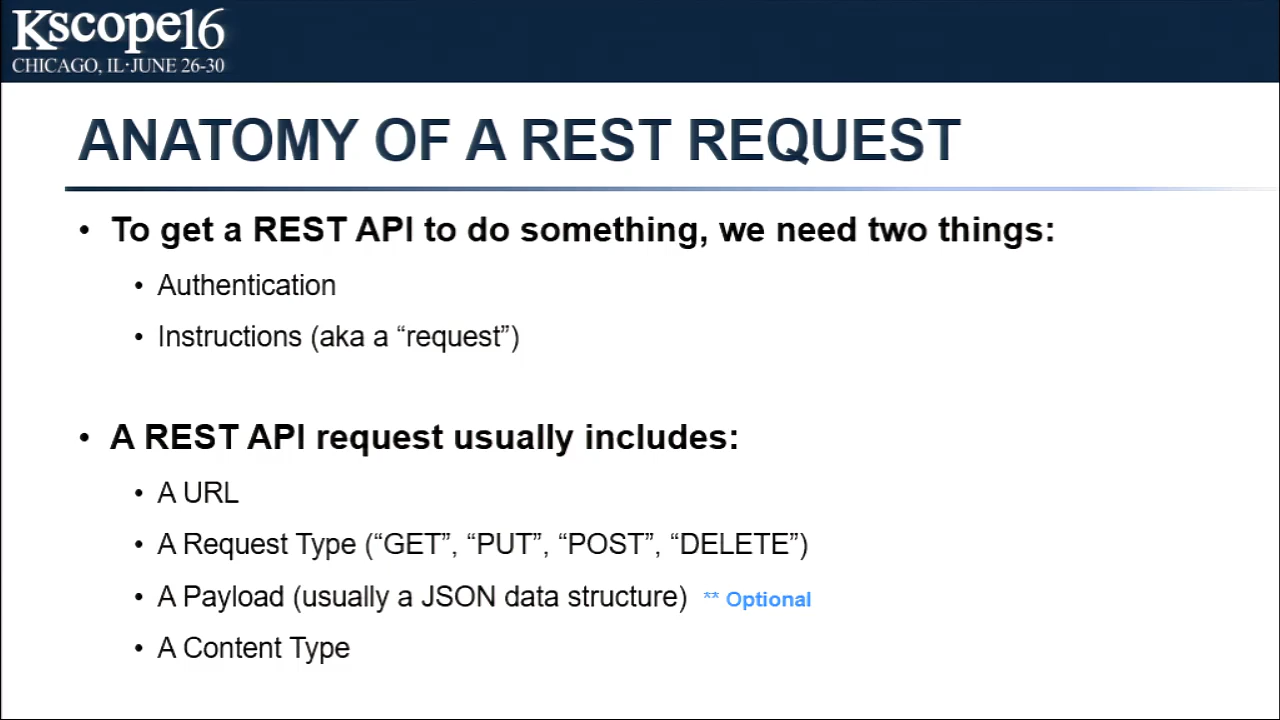 Kscope16
CHICAGO, IL·JUNE 26-30
ANATOMY OF A REST REQUEST
• To get a REST API to do something, we need two things:
• Authentication
• Instructions (aka a “request”)
• A REST API request usually includes:
• A URL
• A Request Type (“GET”, “PUT”, “POST”, “DELETE”)
• A Payload (usually a JSON data structure) ** Optional
• A Content Type